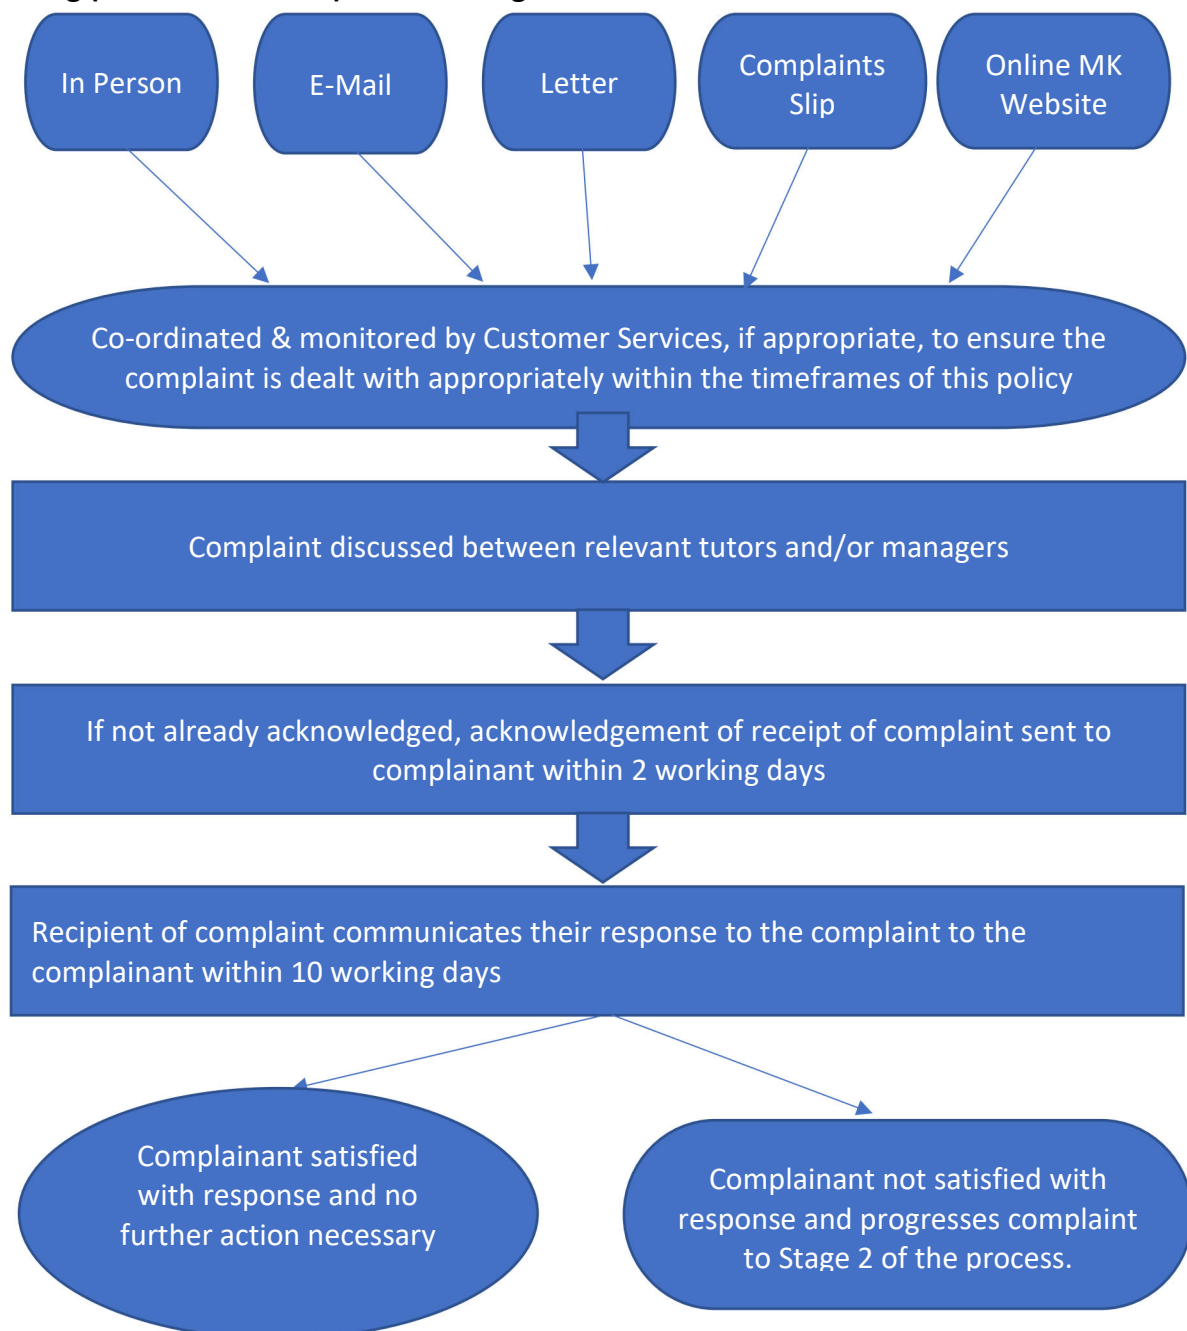 In Person
E-Mail
Letter
Complaints
Slip
Online MK
Website
Co-ordinated & monitored by Customer Services, if appropriate, to ensure the
complaint is dealt with appropriately within the timeframes of this policy
Complaint discussed between relevant tutors and/or managers
If not already acknowledged, acknowledgement of receipt of complaint sent to
complainant within 2 working days
Recipient of complaint communicates their response to the complaint to the
complainant within 10 working days
Complainant satisfied
with response and no
further action necessary
Complainant not satisfied with
response and progresses complaint
to Stage 2 of the process.